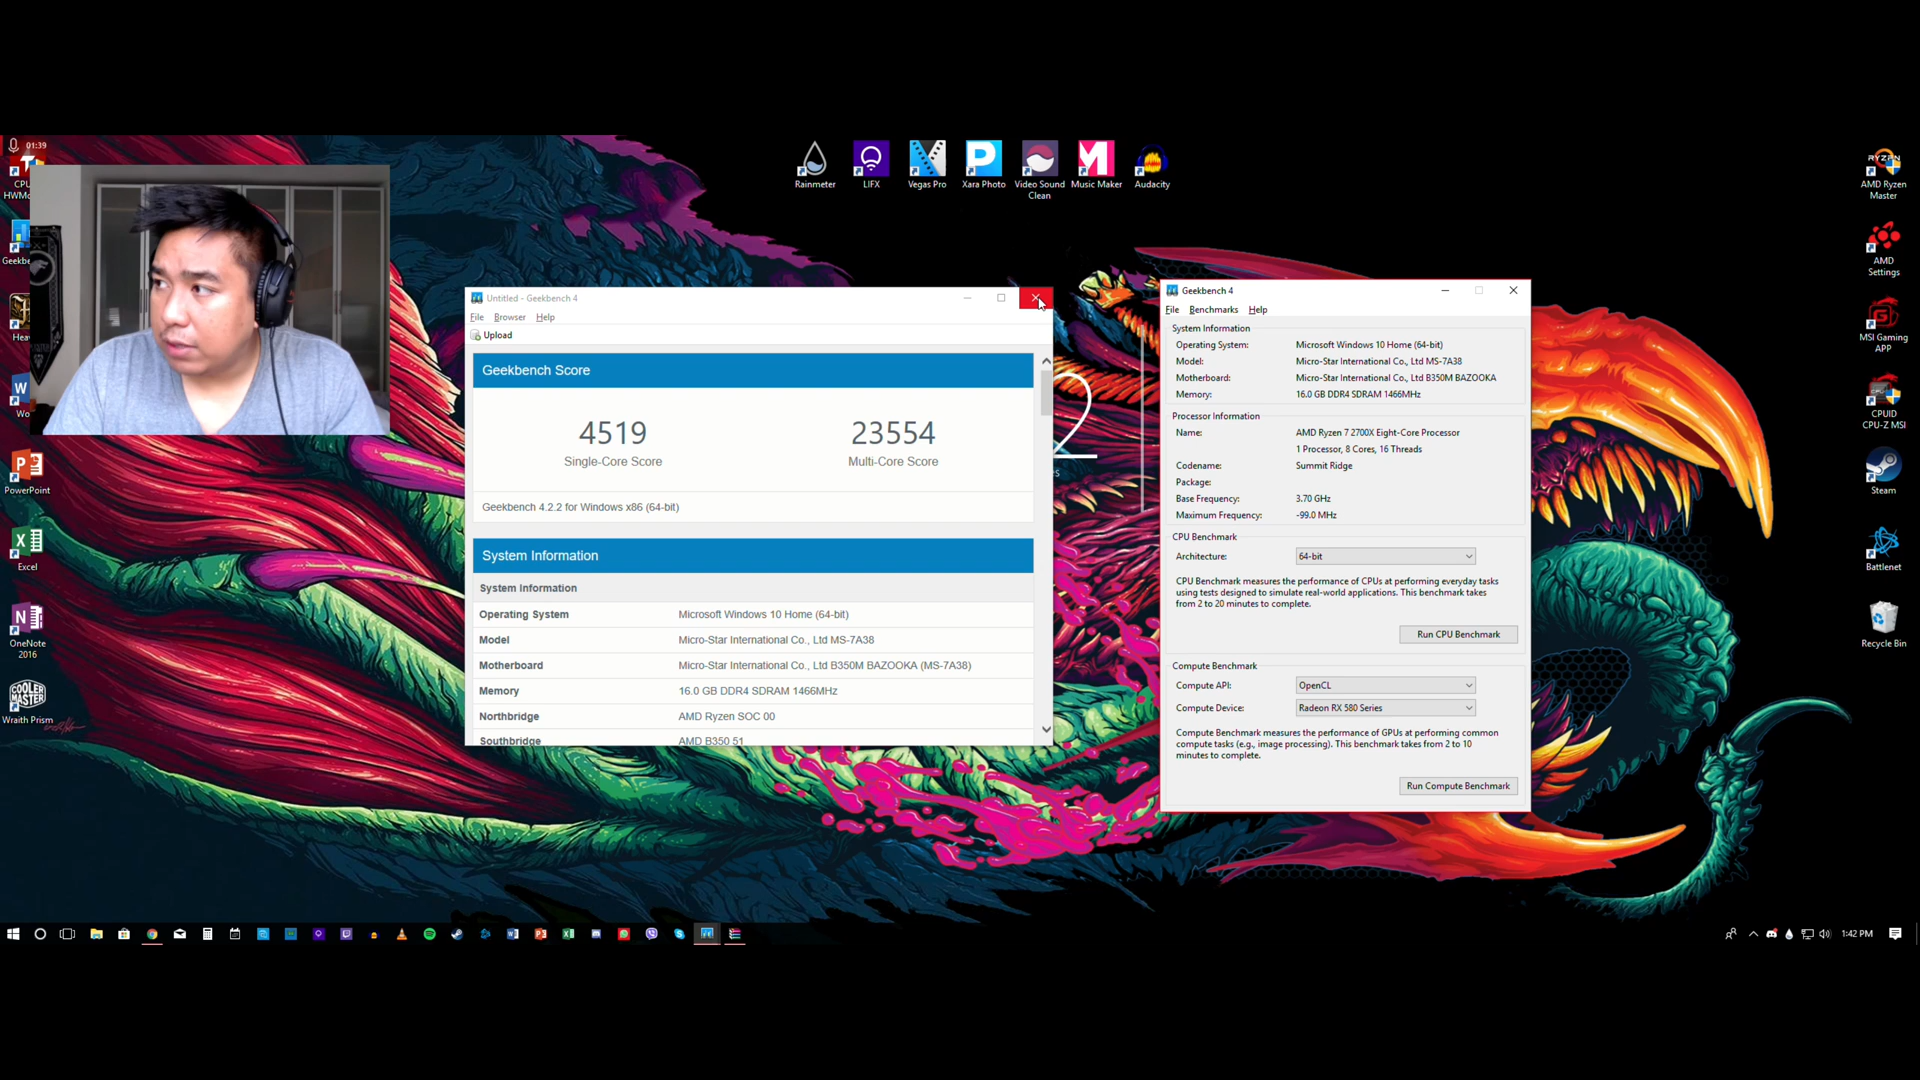 01:39
CPU
HWMo
Geekbe
Heav
Wo
PowerPoint
Excel
OneNote
2016
COOLER
MASTER
Wraith Prism
Rainmeter
LIFX
Vegas Pro
Xara Photo
Video Sound
Clean
Music Maker
Audacity
RYZEN
AMD Ryzen
Master
AMD
Settings
MSI Gaming
APP
CPUID
CPU-Z MSI
Steam
Battlenet
Recycle Bin
Untitled - Geekbench 4
File Browser Help
Upload
Geekbench Score
4519 23554
Single-Core Score Multi-Core Score
Geekbench 4.2.2 for Windows x86 (64-bit)
System Information
System Information
Operating System Microsoft Windows 10 Home (64-bit)
Model Micro-Star International Co., Ltd MS-7A38
Motherboard Micro-Star International Co., Ltd B350M BAZOOKA (MS-7A38)
Memory 16.0 GB DDR4 SDRAM 1466MHz
Northbridge AMD Ryzen SOC 00
Southbridge AMD B350 51
2
es
Geekbench 4
File Benchmarks Help
System Information
Operating System: Microsoft Windows 10 Home (64-bit)
Model: Micro-Star International Co., Ltd MS-7A38
Motherboard: Micro-Star International Co., Ltd B350M BAZOOKA
Memory: 16.0 GB DDR4 SDRAM 1466MHz
Processor Information
Name: AMD Ryzen 7 2700X Eight-Core Processor
1 Processor, 8 Cores, 16 Threads
Codename: Summit Ridge
Package:
Base Frequency: 3.70 GHz
Maximum Frequency: -99.0 MHz
CPU Benchmark
Architecture: 64-bit
CPU Benchmark measures the performance of CPUs at performing everyday tasks
using tests designed to simulate real-world applications. This benchmark takes
from 2 to 20 minutes to complete.
Run CPU Benchmark
Compute Benchmark
Compute API: OpenCL
Compute Device: Radeon RX 580 Series
Compute Benchmark measures the performance of GPUs at performing common
compute tasks (e.g., image processing). This benchmark takes from 2 to 10
minutes to complete.
Run Compute Benchmark
1:42 PM